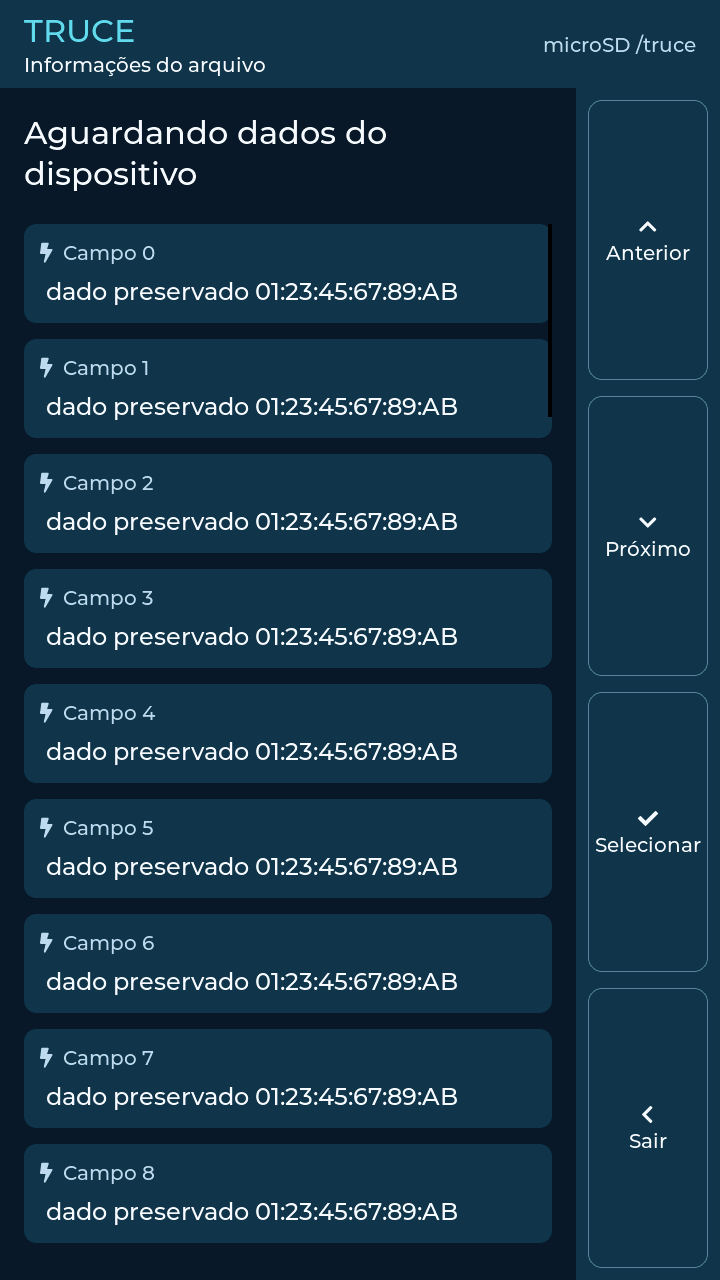 TRUCE
Informações do arquivo
microSD /truce
Aguardando dados do
dispositivo
Campo 0
dado preservado 01:23:45:67:89:AB
Campo 1
dado preservado 01:23:45:67:89:AB
Campo 2
dado preservado 01:23:45:67:89:AB
Campo 3
dado preservado 01:23:45:67:89:AB
Campo 4
dado preservado 01:23:45:67:89:AB
Campo 5
dado preservado 01:23:45:67:89:AB
Campo 6
dado preservado 01:23:45:67:89:AB
Campo 7
dado preservado 01:23:45:67:89:AB
Campo 8
dado preservado 01:23:45:67:89:AB
Anterior
Próximo
Selecionar
Sair